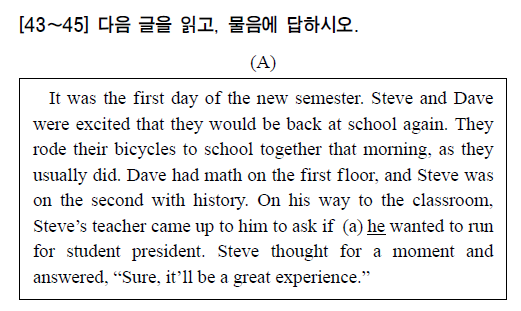 [43~45] 다음 글을 읽고, 물음에 답하시오.
(A)
It was the first day of the new semester. Steve and Dave
were excited that they would be back at school again. They
rode their bicycles to school together that morning, as they
usually did. Dave had math on the first floor, and Steve was
on the second with history. On his way to the classroom,
Steve’s teacher came up to him to ask if (a) he wanted to run
for student president. Steve thought for a moment and
answered, “Sure, it’ll be a great experience.”